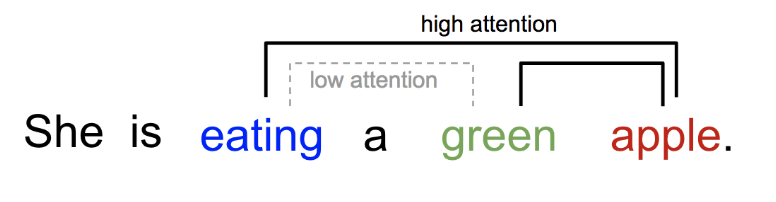 high attention
low attention
She is eating a green apple.